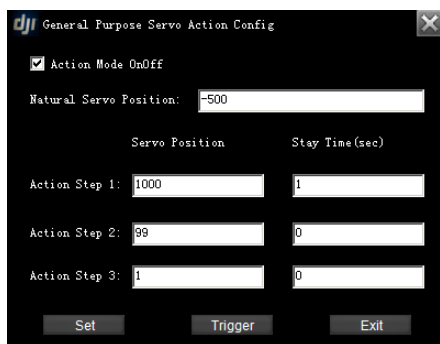 dji General Purpose Servo Action Config
Action Mode OnOff
Natural Servo Position: -500
Servo Position Stay Time(sec)
Action Step 1: 1000 1
Action Step 2: 99 0
Action Step 3: 1 0
Set Trigger Exit